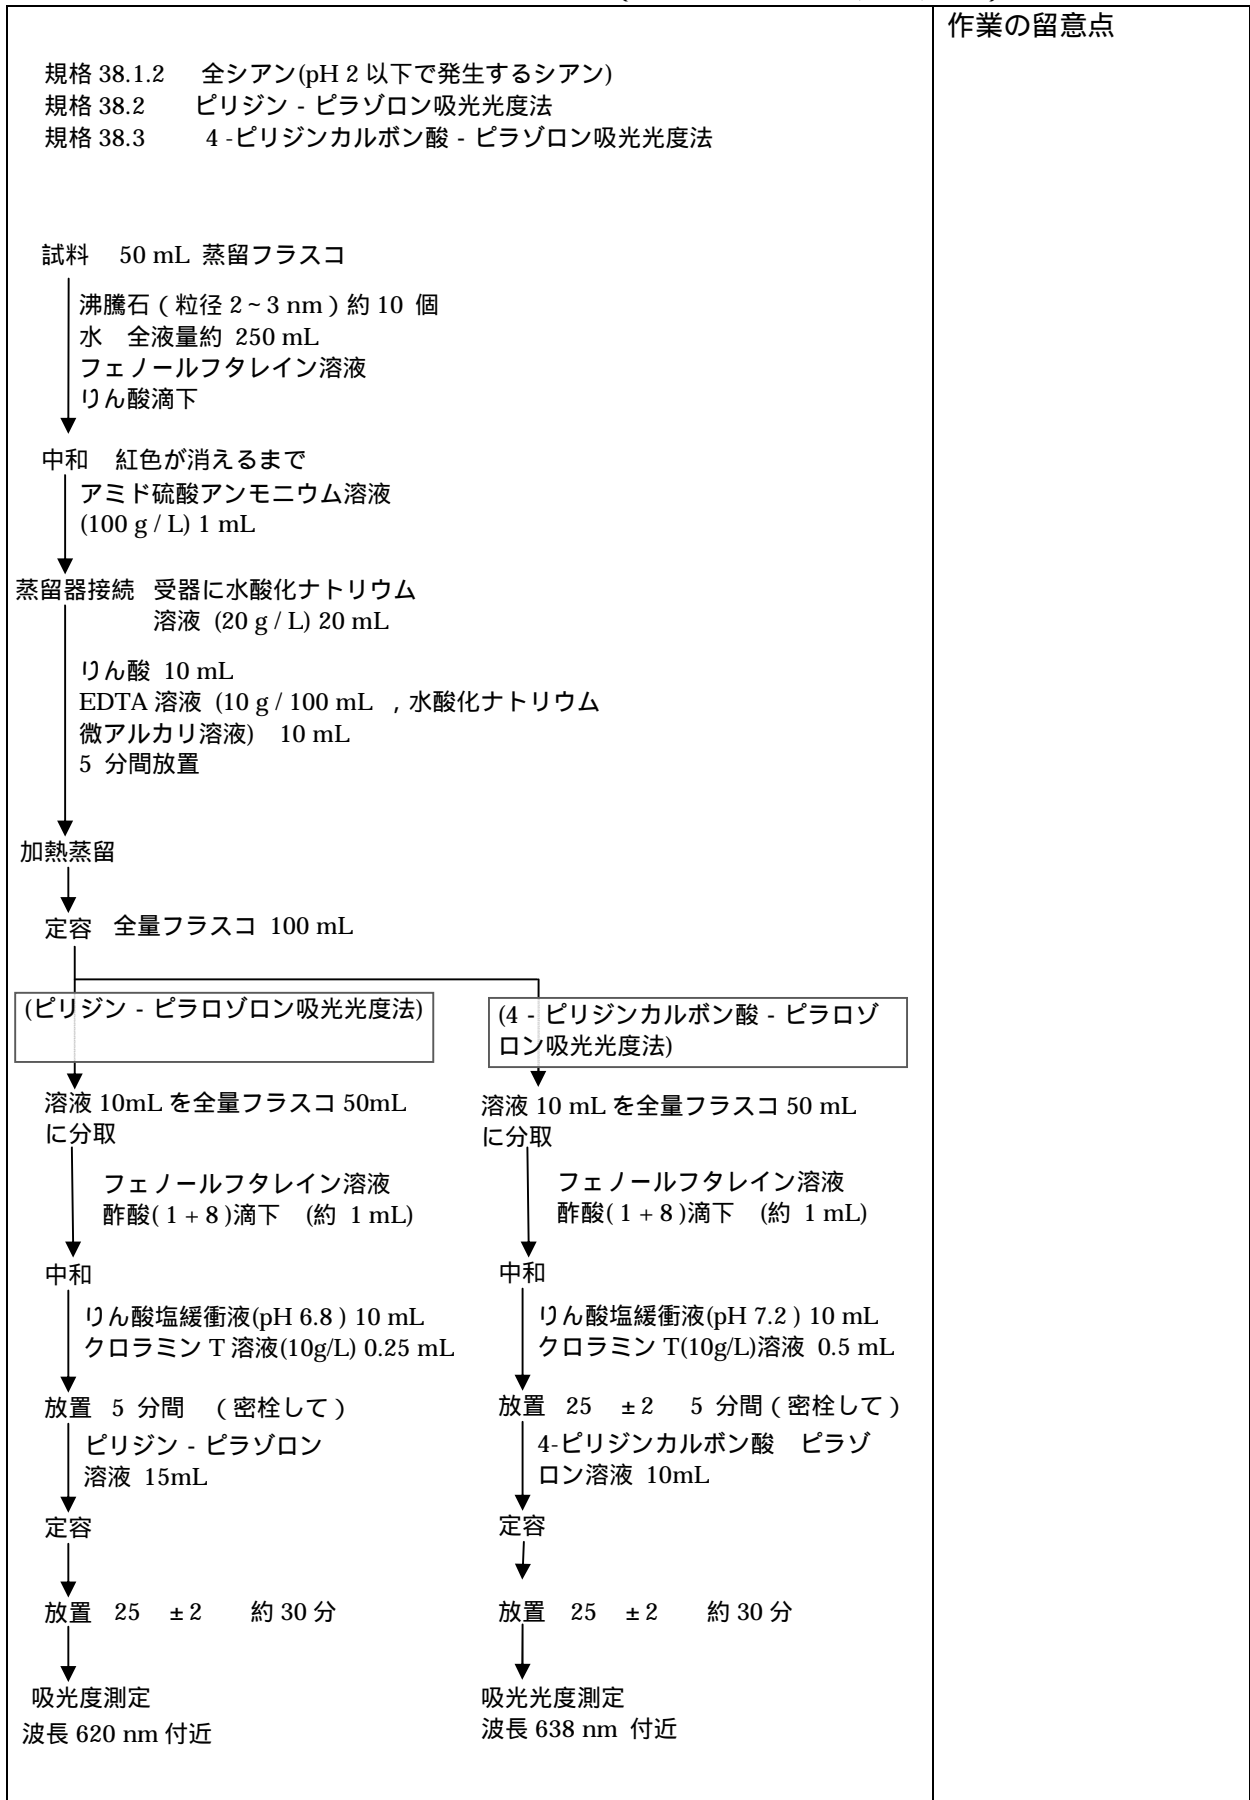 作業の留意点
規格 38.1.2 全シアン(pH 2 以下で発生するシアン)
規格 38.2 ピリジン - ピラゾロン吸光光度法
規格 38.3 4 -ピリジンカルボン酸 - ピラゾロン吸光光度法
試料 50 mL 蒸留フラスコ
沸騰石 ( 粒径 2 ~ 3 nm ) 約 10 個
水 全液量約 250 mL
フェノールフタレイン溶液
りん酸滴下
中和 紅色が消えるまで
アミド硫酸アンモニウム溶液
(100 g / L) 1 mL
蒸留器接続 受器に水酸化ナトリウム
溶液 (20 g / L) 20 mL
りん酸 10 mL
EDTA 溶液 (10 g / 100 mL , 水酸化ナトリウム
微アルカリ溶液) 10 mL
5 分間放置
加熱蒸留
定容 全量フラスコ 100 mL
(ピリジン - ピラロゾロン吸光光度法)
溶液 10mL を全量フラスコ 50mL
に分取
フェノールフタレイン溶液
酢酸( 1 + 8 )滴下 (約 1 mL)
中和
りん酸塩緩衝液(pH 6.8 ) 10 mL
クロラミン T 溶液(10g/L) 0.25 mL
放置 5 分間 ( 密栓して )
ピリジン - ピラゾロン
溶液 15mL
定容
放置 25 ± 2 約 30 分
吸光度測定
波長 620 nm 付近
(4 - ピリジンカルボン酸 - ピラロゾ
ロン吸光光度法)
溶液 10 mL を全量フラスコ 50 mL
に分取
フェノールフタレイン溶液
酢酸( 1 + 8 )滴下 (約 1 mL)
中和
りん酸塩緩衝液(pH 7.2 ) 10 mL
クロラミン T(10g/L)溶液 0.5 mL
放置 25 ± 2 5 分間 ( 密栓して )
4-ピリジンカルボン酸 ピラゾ
ロン溶液 10mL
定容
放置 25 ± 2 約 30 分
吸光光度測定
波長 638 nm 付近